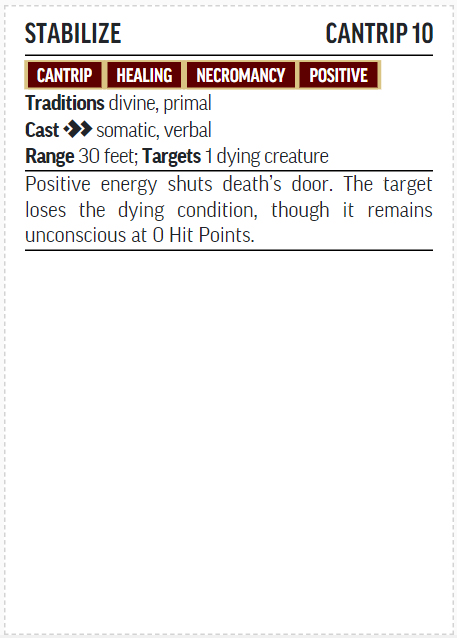 STABILIZE CANTRIP 10
CANTRIP HEALING NECROMANCY POSITIVE
Traditions divine, primal
Cast somatic, verbal
Range 30 feet; Targets 1 dying creature
Positive energy shuts death's door. The target
loses the dying condition, though it remains
unconscious at 0 Hit Points.